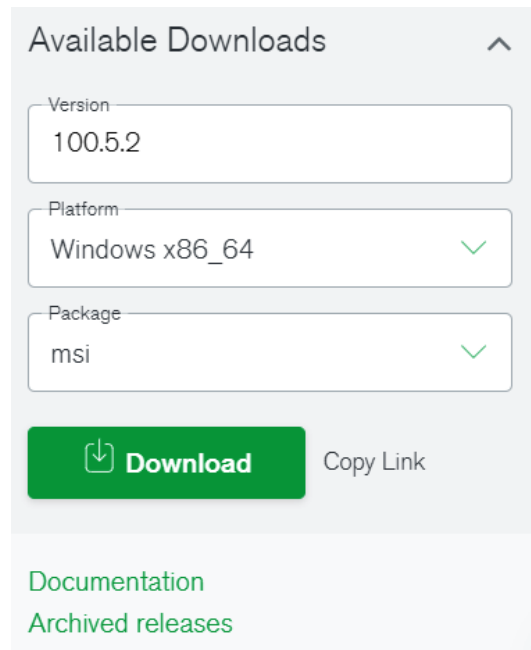 Available Downloads
Version
100.5.2
Platform
Windows x86_64
Package
msi
Download Copy Link
Documentation
Archived releases